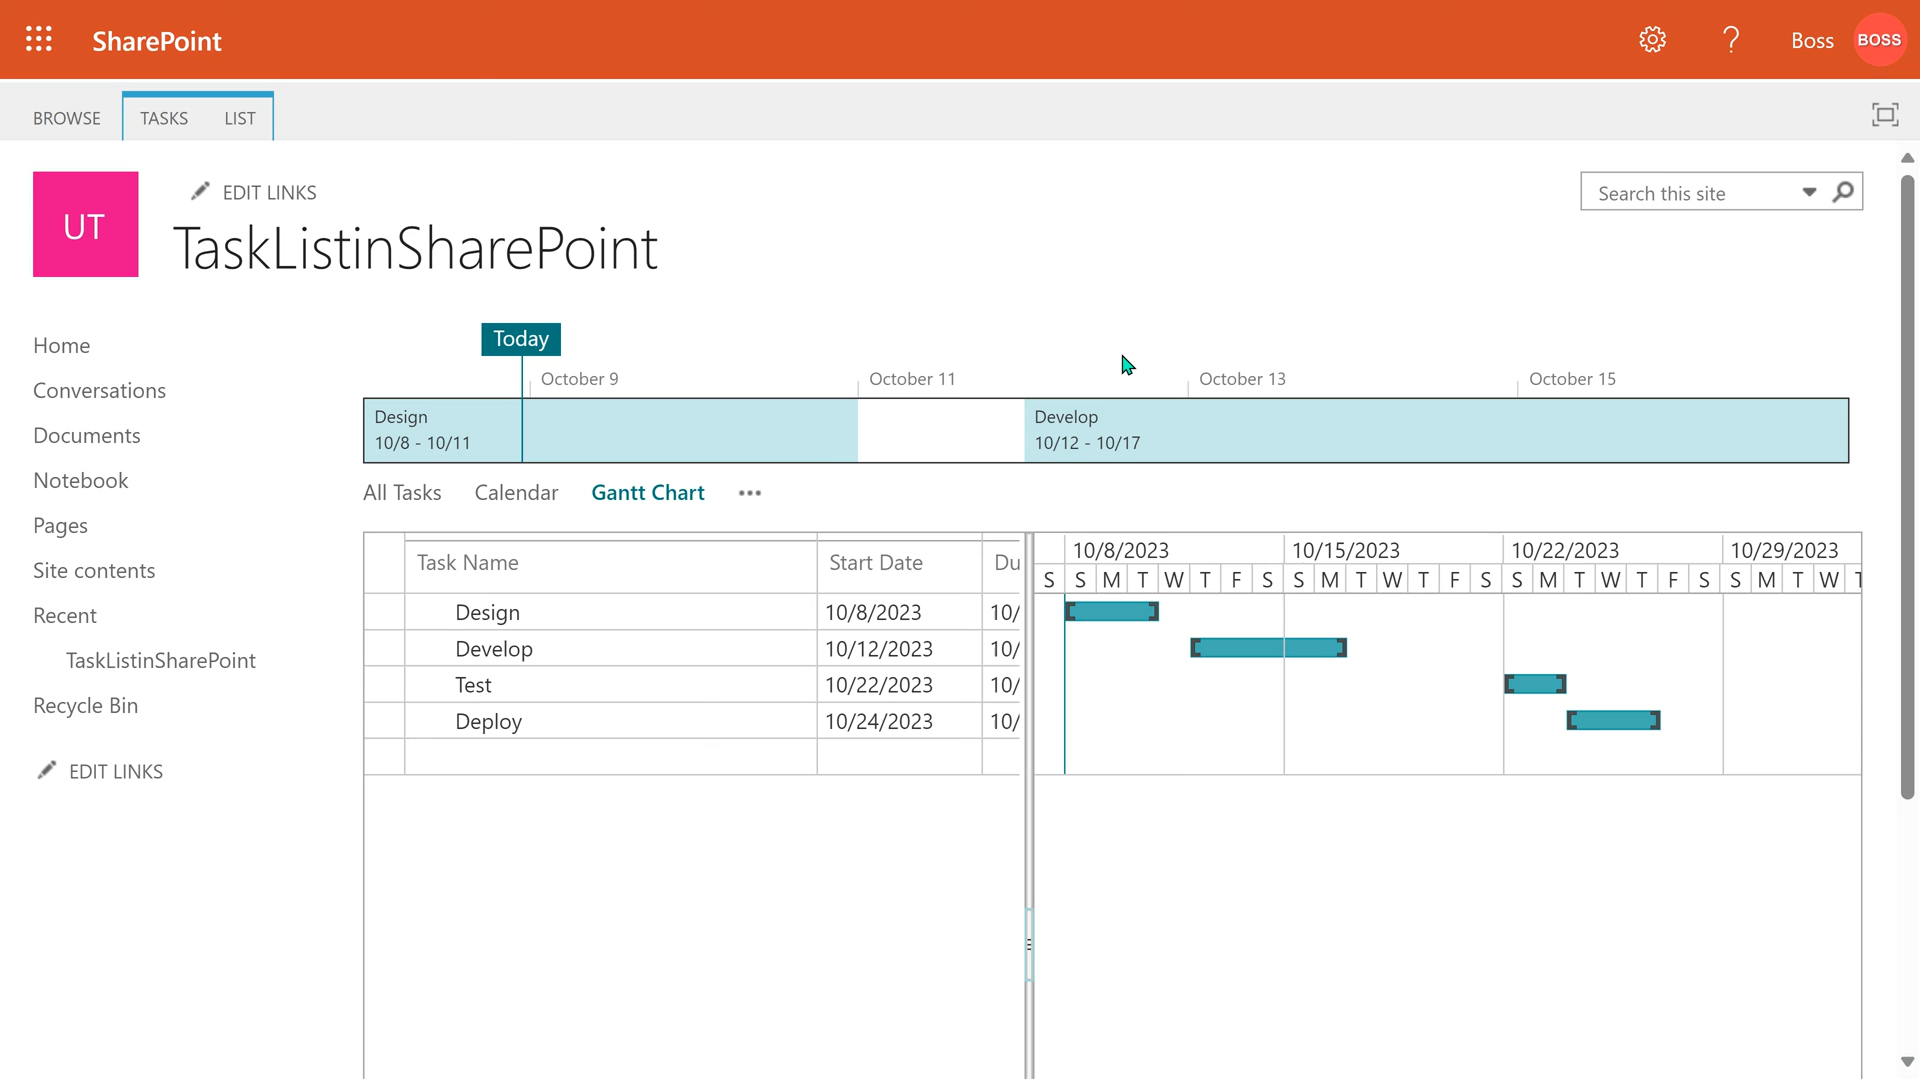 SharePoint
Boss
BOSS
BROWSE TASKS LIST
UT
EDIT LINKS
TaskListinSharePoint
Search this site
Home
Conversations
Documents
Notebook
Pages
Site contents
Recent
TaskListinSharePoint
Recycle Bin
EDIT LINKS
Today
October 9 October 11 October 13 October 15
Design
10/8 - 10/11
Develop
10/12 - 10/17
All Tasks Calendar Gantt Chart •••
Task Name Start Date Du
Design 10/8/2023 10/
Develop 10/12/2023 10/
Test 10/22/2023 10/
Deploy 10/24/2023 10/
10/8/2023 10/15/2023 10/22/2023 10/29/2023
S S M T W T F S S M T W T F S S M T W T F S S M T W T